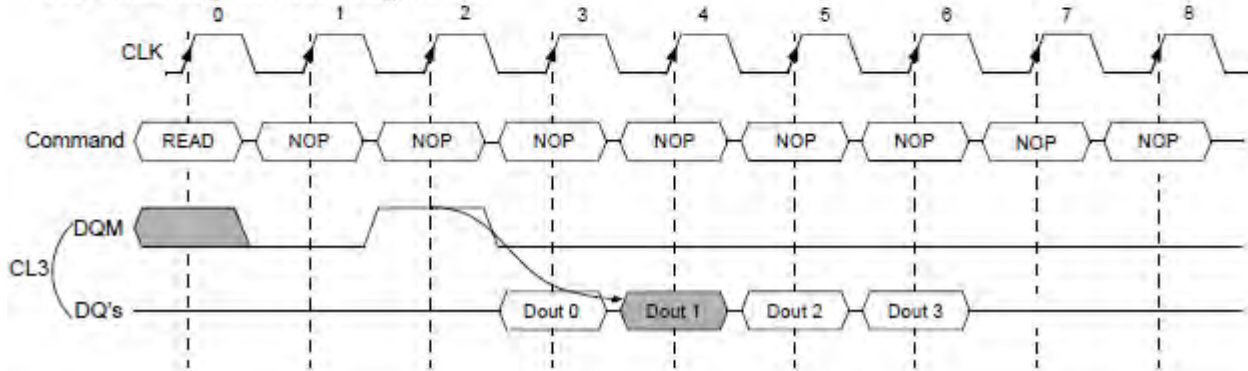 0 1 2 3 4 5 6 7 8
CLK
Command READ NOP NOP NOP NOP NOP NOP NOP NOP
DQM
CL3
DQ's Dout 0 Dout 1 Dout 2 Dout 3